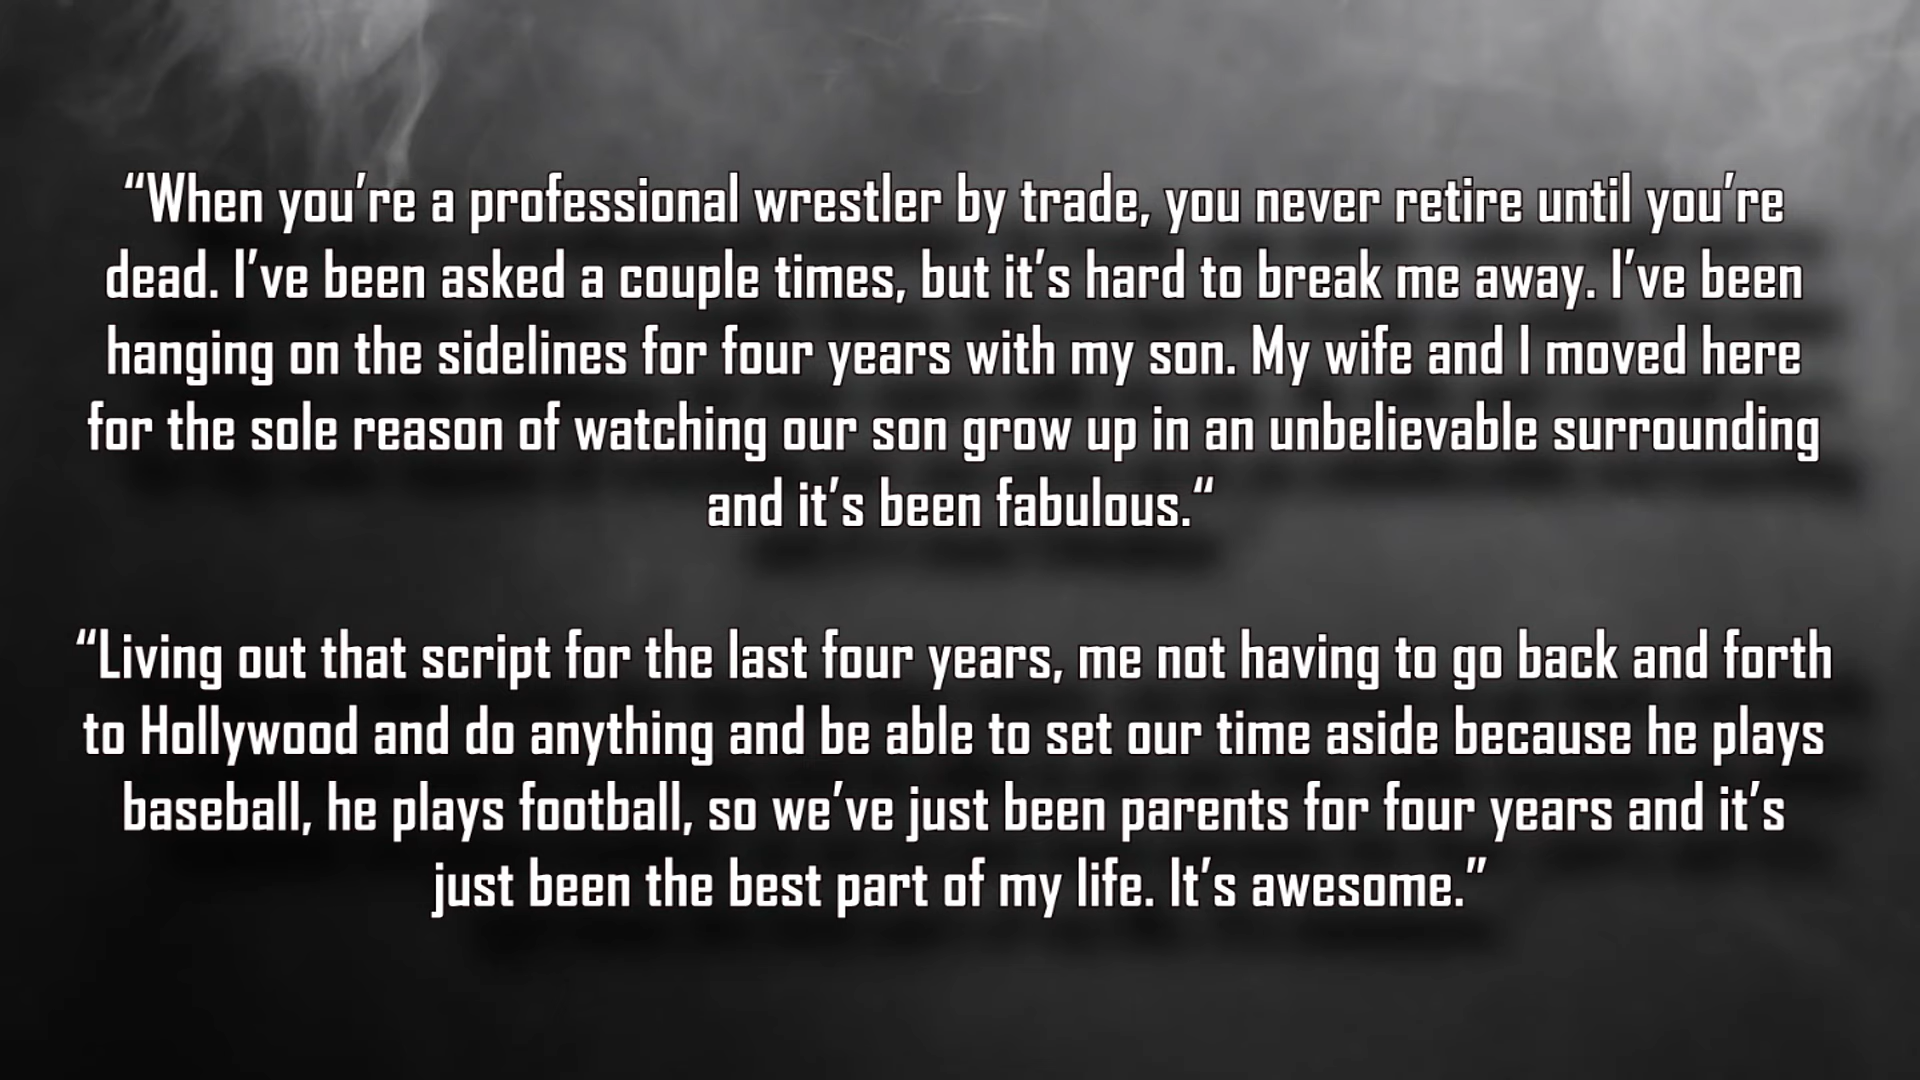 “When you’re a professional wrestler by trade, you never retire until you’re
dead. I’ve been asked a couple times, but it’s hard to break me away. I’ve been
hanging on the sidelines for four years with my son. My wife and I moved here
for the sole reason of watching our son grow up in an unbelievable surrounding
and it’s been fabulous.“
“Living out that script for the last four years, me not having to go back and forth
to Hollywood and do anything and be able to set our time aside because he plays
baseball, he plays football, so we’ve just been parents for four years and it’s
just been the best part of my life. It’s awesome.”